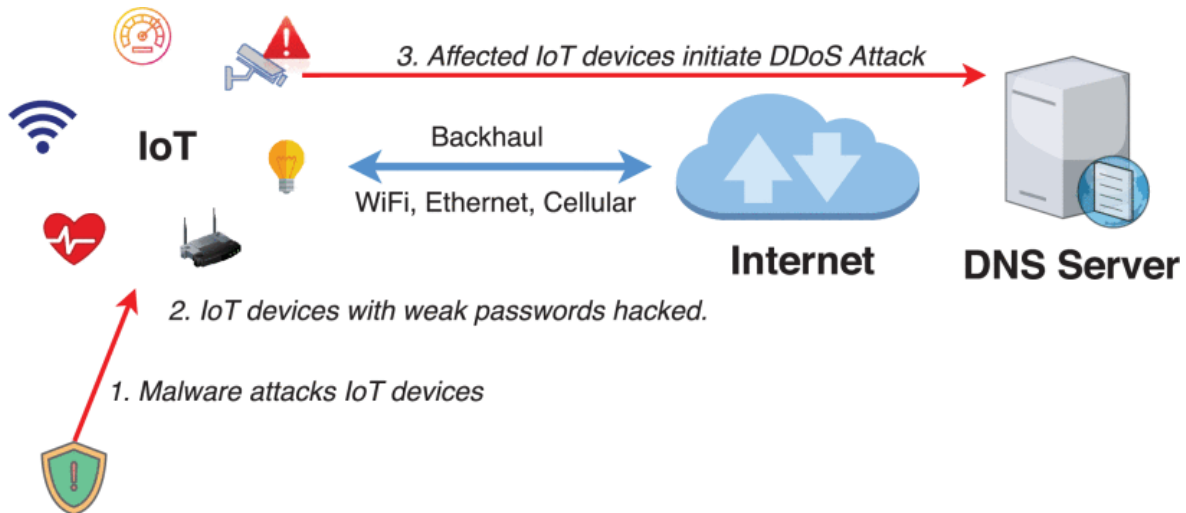 3. Affected IoT devices initiate DDoS Attack
IoT
Backhaul
WiFi, Ethernet, Cellular
Internet
DNS Server
2. IoT devices with weak passwords hacked.
1. Malware attacks IoT devices